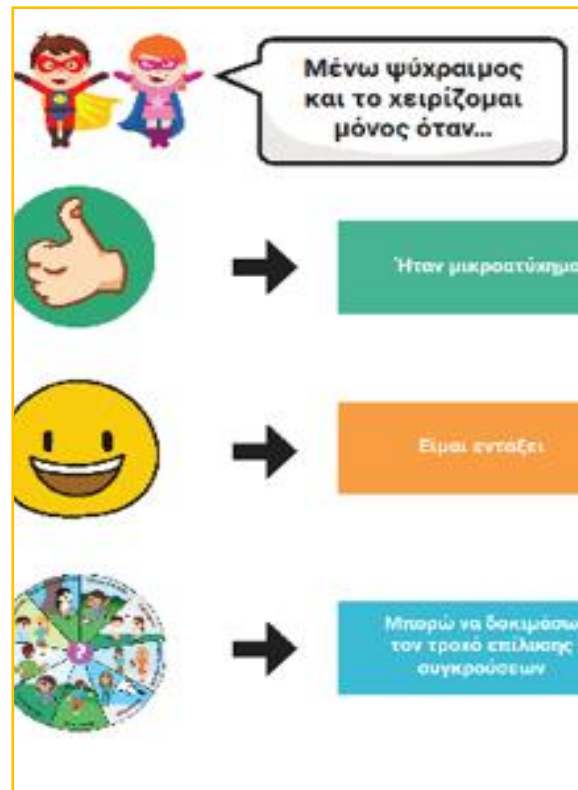 Μένω ψύχραιμος
και το χειρίζομαι
μόνος όταν...
Ήταν μικροατύχημα
Είμαι εντάξει
Μπορώ να δοκιμάσω
τον τροχό επίλυσης
συγκρούσεων
?